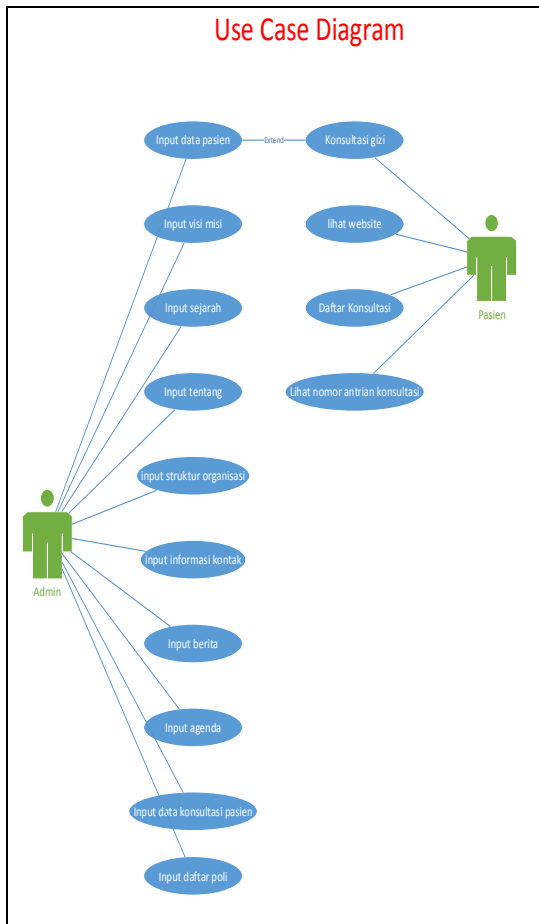 Use Case Diagram
Input data pasien
Extend
Konsultasi gizi
Input visi misi
lihat website
Input sejarah
Daftar Konsultasi
Pasien
Input tentang
Lihat nomor antrian konsultasi
input struktur organisasi
input informasi kontak
Admin
Input berita
Input agenda
Input data konsultasi pasien
Input daftar poli